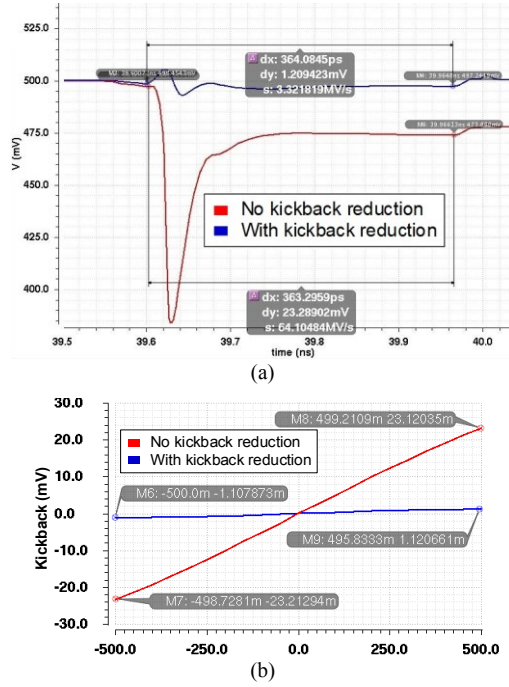 525.0
500.0
475.0
450.0
425.0
400.0
V (mV)
dx: 364.0845ps
dy: 1.209423mV
s: 3.321819MV/s
No kickback reduction
With kickback reduction
dx: 363.2959ps
dy: 23.28902mV
s: 64.10484MV/s
39.5 39.6 39.7 39.8 39.9 40.0
time (ns)
(a)
30.0
20.0
10.0
0.0
-10.0
-20.0
-30.0
Kickback (mV)
No kickback reduction
With kickback reduction
M8: 499.2109m 23.12035m
M6: -500.0m -1.107873m
M9: 495.8333m 1.120661m
M7: -498.7281m -23.21294m
-500.0 -250.0 0.0 250.0 500.0
(b)